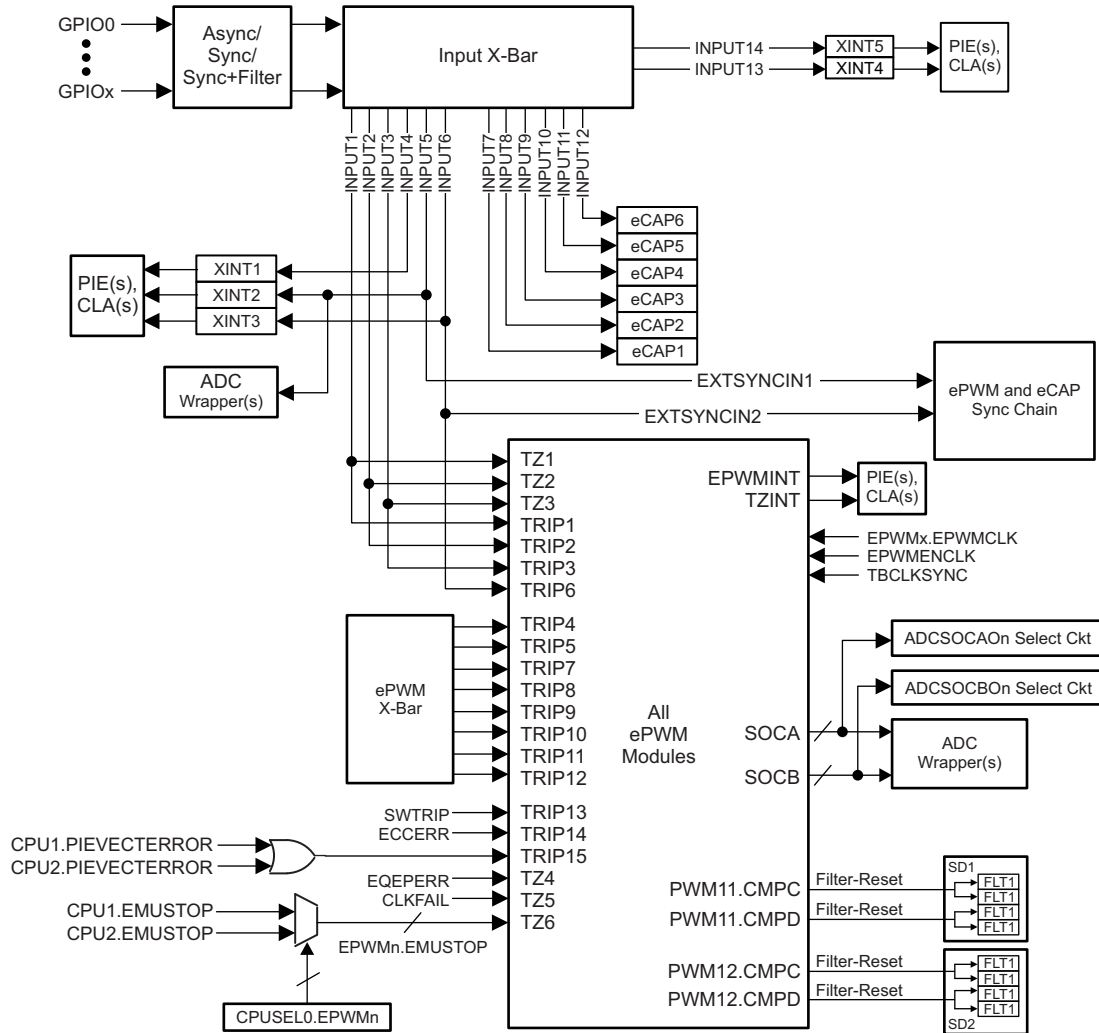 GPIO0
GPIOx
Async/
Sync/
Sync+Filter
Input X-Bar
INPUT14
INPUT13
XINT5
XINT4
PIE(s),
CLA(s)
INPUT1
INPUT2
INPUT3
INPUT4
INPUT5
INPUT6
INPUT7
INPUT8
INPUT9
INPUT10
INPUT11
INPUT12
eCAP6
eCAP5
eCAP4
eCAP3
eCAP2
eCAP1
PIE(s),
CLA(s)
XINT1
XINT2
XINT3
ADC
Wrapper(s)
EXTSYNCIN1
EXTSYNCIN2
ePWM and eCAP
Sync Chain
TZ1
TZ2
TZ3
TRIP1
TRIP2
TRIP3
TRIP6
EPWMINT
TZINT
PIE(s),
CLA(s)
EPWMx.EPWMCLK
EPWMENCLK
TBCLKSYNC
ePWM
X-Bar
TRIP4
TRIP5
TRIP7
TRIP8
TRIP9
TRIP10
TRIP11
TRIP12
All
ePWM
Modules
SOCA
SOCB
ADCSOCAOn Select Ckt
ADCSOCBOn Select Ckt
ADC
Wrapper(s)
SWTRIP
ECCERR
TRIP13
TRIP14
TRIP15
CPU1.PIEVECTERROR
CPU2.PIEVECTERROR
EQEPERR
CLKFAIL
TZ4
TZ5
TZ6
CPU1.EMUSTOP
CPU2.EMUSTOP
EPWMn.EMUSTOP
CPUSEL0.EPWMn
PWM11.CMPC
PWM11.CMPD
Filter-Reset
Filter-Reset
SD1
FLT1
FLT1
FLT1
FLT1
PWM12.CMPC
PWM12.CMPD
Filter-Reset
Filter-Reset
FLT1
FLT1
FLT1
FLT1
SD2